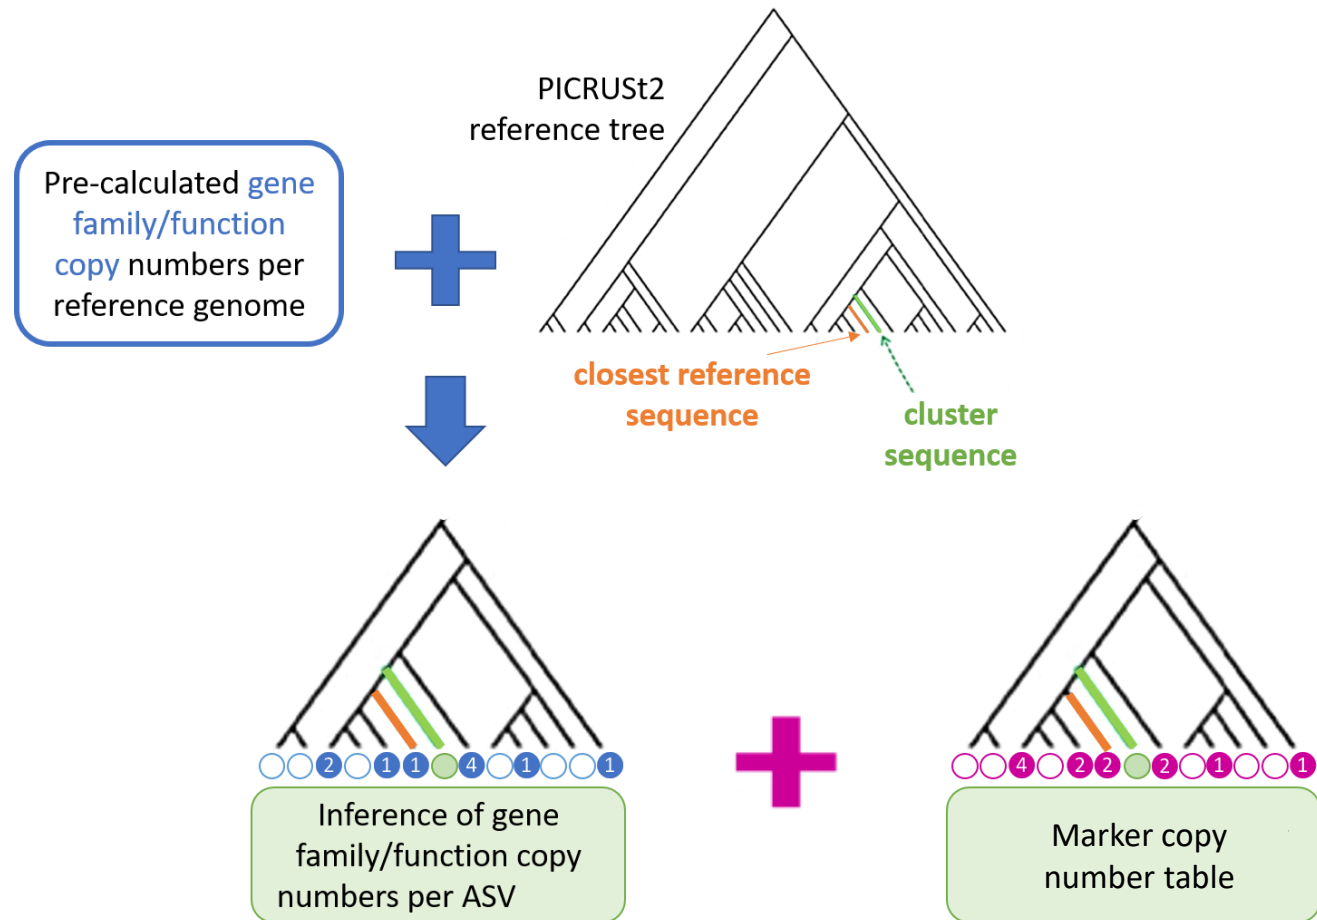 PICRUSt2
reference tree
Pre-calculated gene
family/function
copy numbers per
reference genome
closest reference
sequence
cluster
sequence
2 1 1 4 1 1
4 2 2 2 1 1
Inference of gene
family/function copy
numbers per ASV
Marker copy
number table